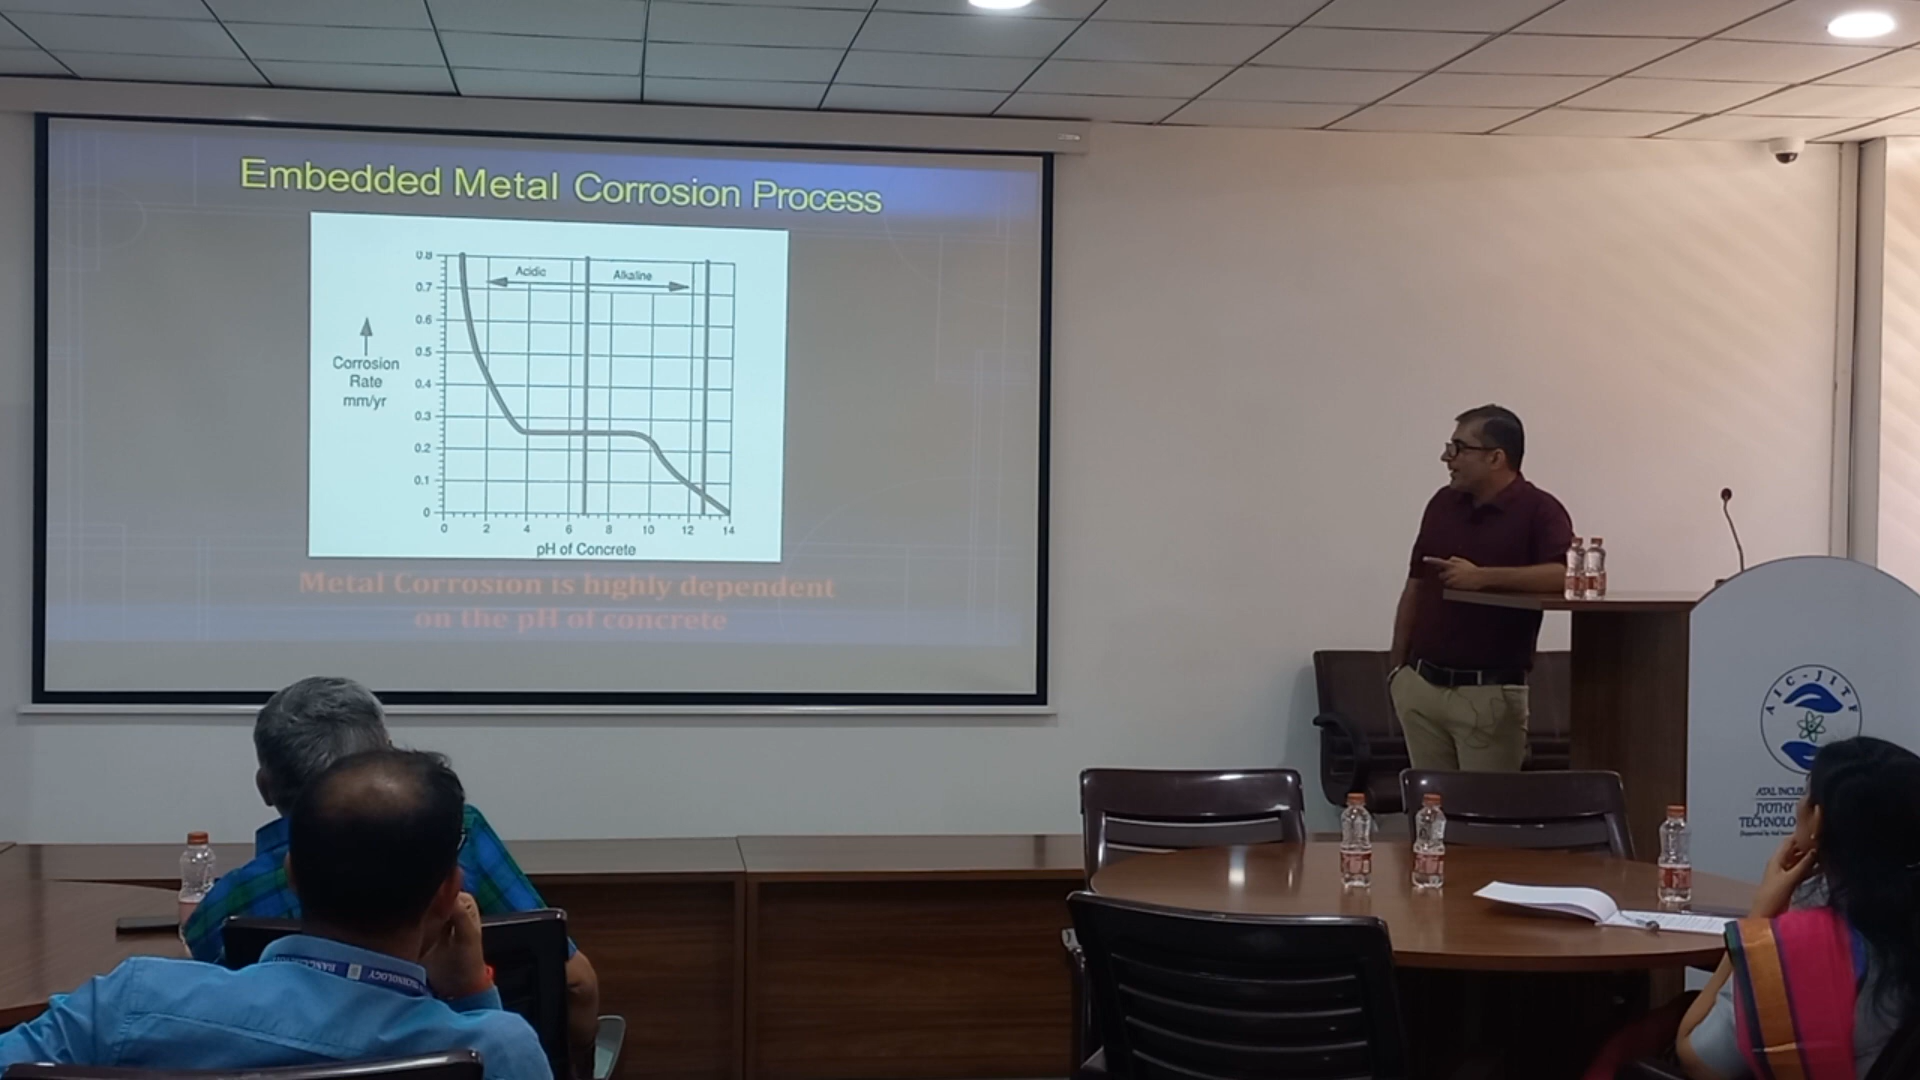 Embedded Metal Corrosion Process
0.8
Acidic
Alkaline
0.7
0.6
0.5
Corrosion
Rate
mm/yr
0.4
0.3
0.2
0.1
0
0 2 4 6 8 10 12 14
pH of Concrete
Metal Corrosion is highly dependent
on the pH of concrete
AIC-JITF
ATAL
JYOTHY